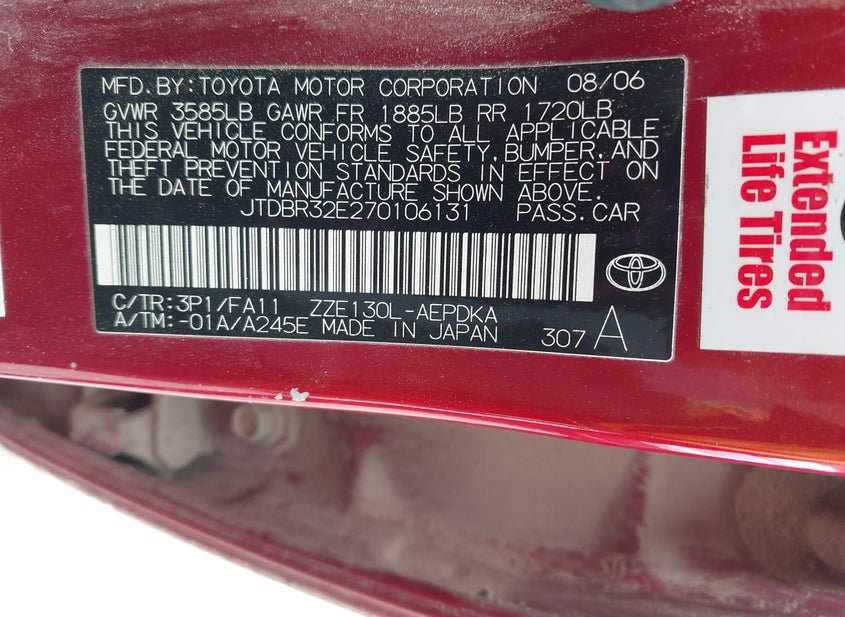 MFD. BY: TOYOTA MOTOR CORPORATION 08/06
GVWR 3585LB GAWR FR 1885LB RR 1720LB
THIS VEHICLE CONFORMS TO ALL APPLICABLE
FEDERAL MOTOR VEHICLE SAFETY, BUMPER, AND
THEFT PREVENTION STANDARDS IN EFFECT ON
THE DATE OF MANUFACTURE SHOWN ABOVE.
JTDBR32E270106131 PASS. CAR
C/TR: 3P1/FA11 ZZE130L-AEPDKA
A/TM: -01A/A245E MADE IN JAPAN 307 A
Extended
Life Tires